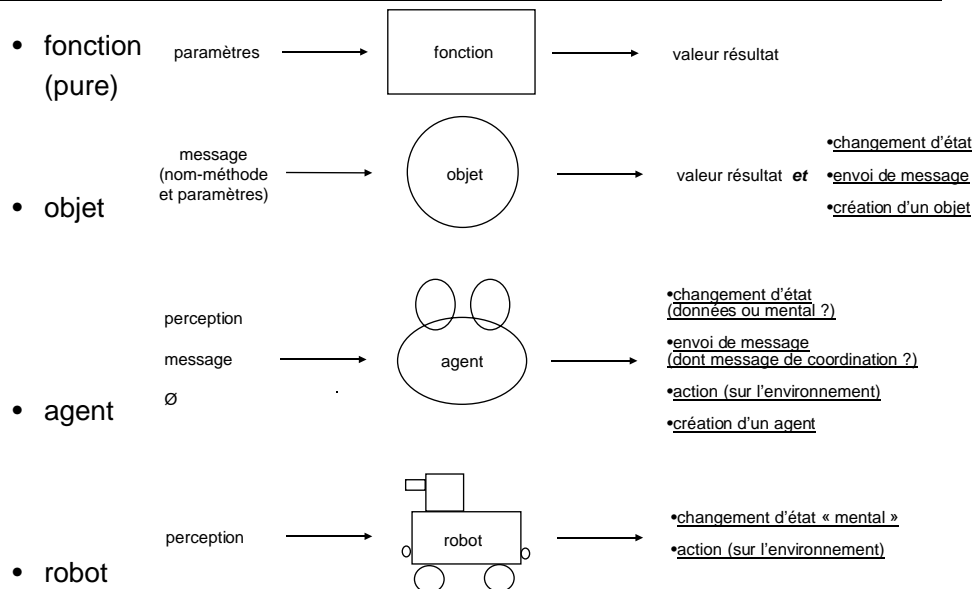 • fonction
(pure)
paramètres
fonction
valeur résultat
• objet
message
(nom-méthode
et paramètres)
objet
valeur résultat et
•changement d’état
•envoi de message
•création d’un objet
• agent
perception
message
Ø
.
agent
•changement d’état
(données ou mental ?)
•envoi de message
(dont message de coordination ?)
•action (sur l’environnement)
•création d’un agent
• robot
perception
robot
•changement d’état « mental »
•action (sur l’environnement)